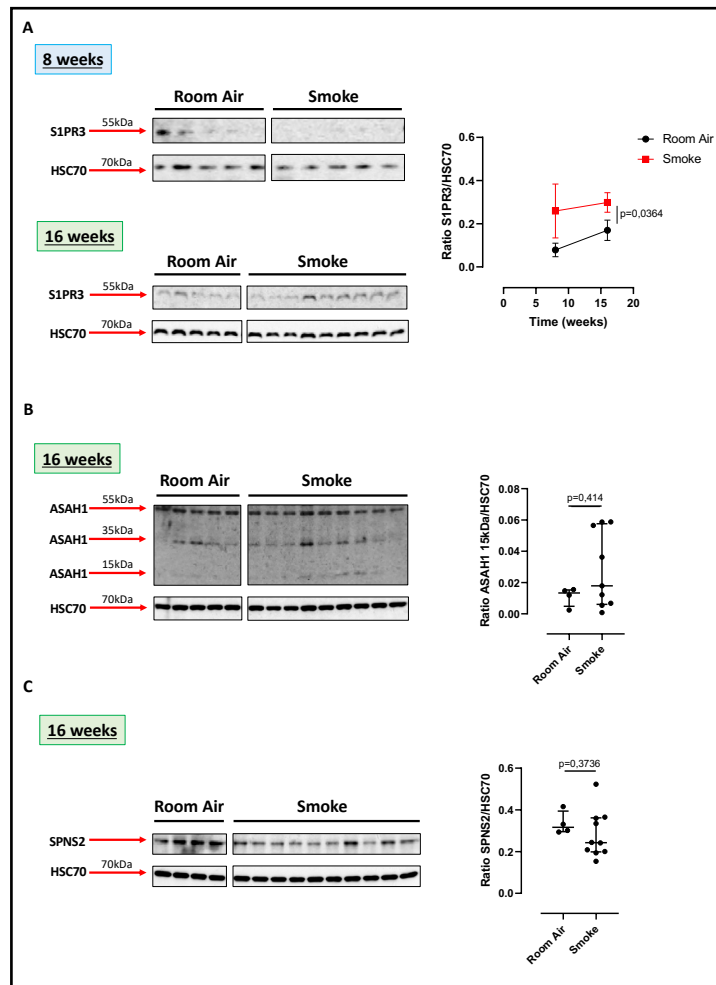 A
8 weeks
Room Air
Smoke
S1PR3
55kDa
HSC70
70kDa
16 weeks
Room Air
Smoke
S1PR3
55kDa
HSC70
70kDa
Ratio S1PR3/HSC70
0.6
0.4
0.2
0.0
0
5
10
15
20
Time (weeks)
Room Air
Smoke
p=0,0364
B
16 weeks
Room Air
Smoke
ASAH1
55kDa
ASAH1
35kDa
ASAH1
15kDa
HSC70
70kDa
Ratio ASAH1 15kDa/HSC70
0.08
0.06
0.04
0.02
0.00
p=0,414
Room Air
Smoke
C
16 weeks
Room Air
Smoke
SPNS2
HSC70
70kDa
Ratio SPNS2/HSC70
0.6
0.4
0.2
0.0
p=0,3736
Room Air
Smoke